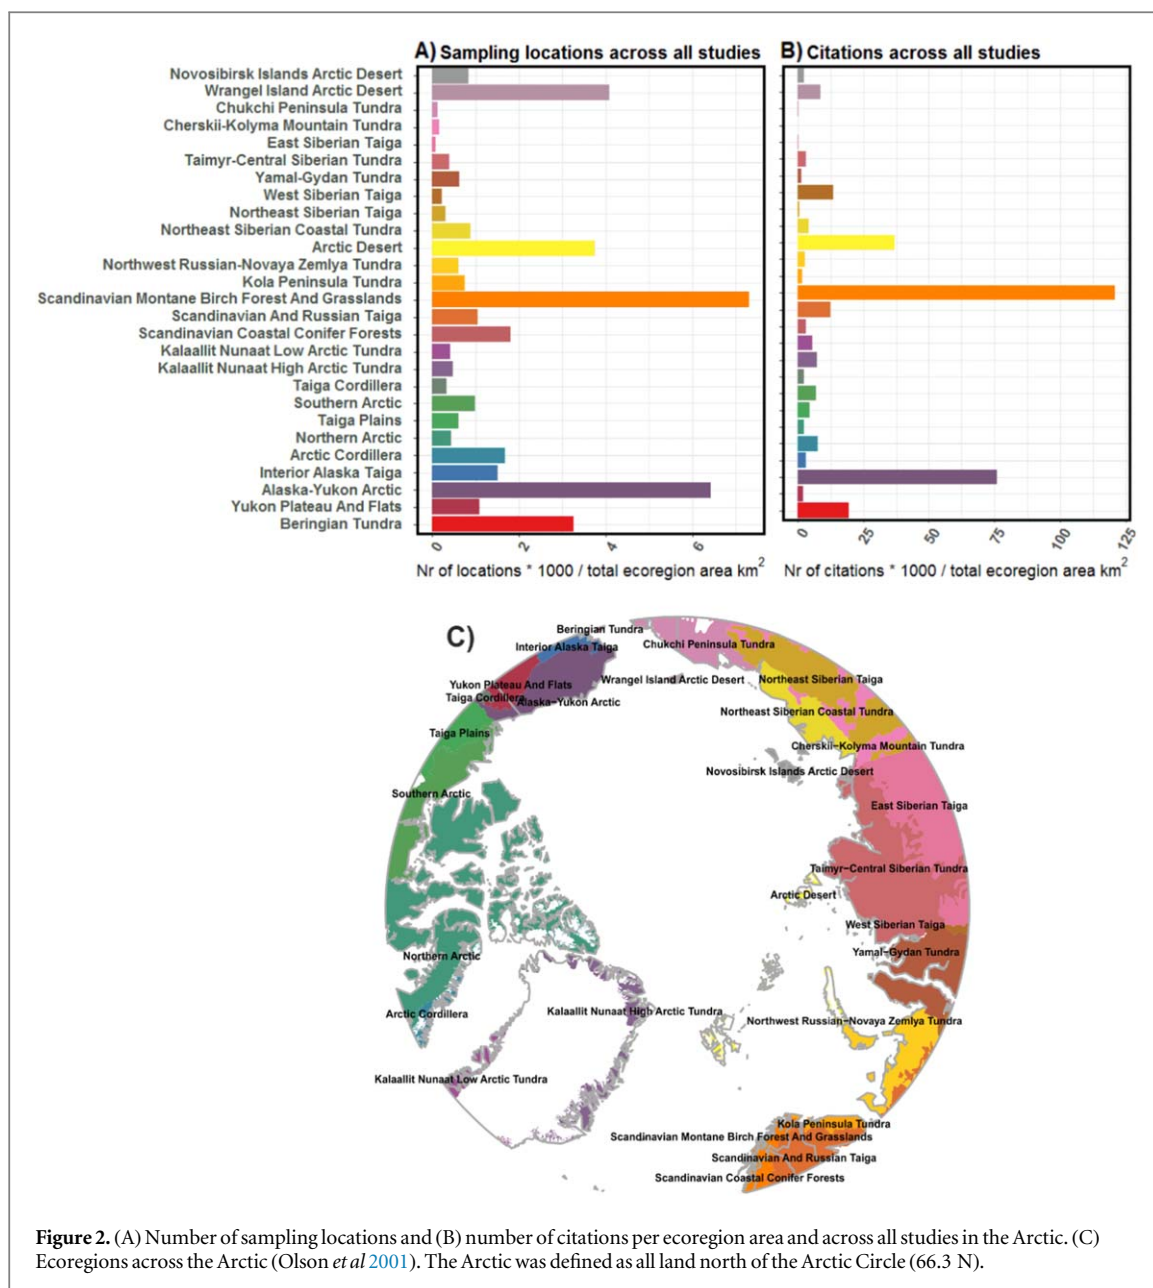 A) Sampling locations across all studies
B) Citations across all studies
Novosibirsk Islands Arctic Desert
Wrangel Island Arctic Desert
Chukchi Peninsula Tundra
Cherskii-Kolyma Mountain Tundra
East Siberian Taiga
Taimyr-Central Siberian Tundra
Yamal-Gydan Tundra
West Siberian Taiga
Northeast Siberian Taiga
Northeast Siberian Coastal Tundra
Arctic Desert
Northwest Russian-Novaya Zemlya Tundra
Kola Peninsula Tundra
Scandinavian Montane Birch Forest And Grasslands
Scandinavian And Russian Taiga
Scandinavian Coastal Conifer Forests
Kalaallit Nunaat Low Arctic Tundra
Kalaallit Nunaat High Arctic Tundra
Taiga Cordillera
Southern Arctic
Taiga Plains
Northern Arctic
Arctic Cordillera
Interior Alaska Taiga
Alaska-Yukon Arctic
Yukon Plateau And Flats
Beringian Tundra
0 2 4 6
0 25 50 75 100 125
Nr of locations * 1000 / total ecoregion area km²
Nr of citations * 1000 / total ecoregion area km²
C)
Beringian Tundra
Interior Alaska Taiga
Chukchi Peninsula Tundra
Wrangel Island Arctic Desert
Northeast Siberian Taiga
Yukon Plateau And Flats
Taiga Cordillera
Alaska-Yukon Arctic
Northeast Siberian Coastal Tundra
Taiga Plains
Cherskii-Kolyma Mountain Tundra
Novosibirsk Islands Arctic Desert
Southern Arctic
East Siberian Taiga
Taimyr-Central Siberian Tundra
Arctic Desert
West Siberian Taiga
Yamal-Gydan Tundra
Northern Arctic
Kalaallit Nunaat High Arctic Tundra
Arctic Cordillera
Northwest Russian-Novaya Zemlya Tundra
Kalaallit Nunaat Low Arctic Tundra
Kola Peninsula Tundra
Scandinavian Montane Birch Forest And Grasslands
Scandinavian And Russian Taiga
Scandinavian Coastal Conifer Forests
Figure 2. (A) Number of sampling locations and (B) number of citations per ecoregion area and across all studies in the Arctic. (C)
Ecoregions across the Arctic (Olson et al 2001). The Arctic was defined as all land north of the Arctic Circle (66.3 N).